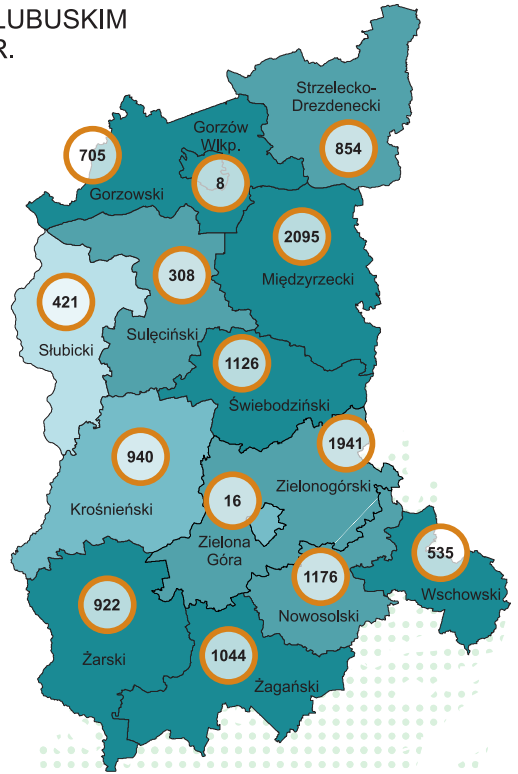 LUBUSKIM
R.
Strzelecko-
Drezdenecki
854
Gorzów
Wlkp.
8
705
Gorzowski
2095
Międzyrzecki
308
Sulęciński
421
Słubicki
1126
Świebodziński
940
Krośnieński
1941
Zielonogórski
16
Zielona
Góra
535
Wschowski
1176
Nowosolski
922
Żarski
1044
Żagański